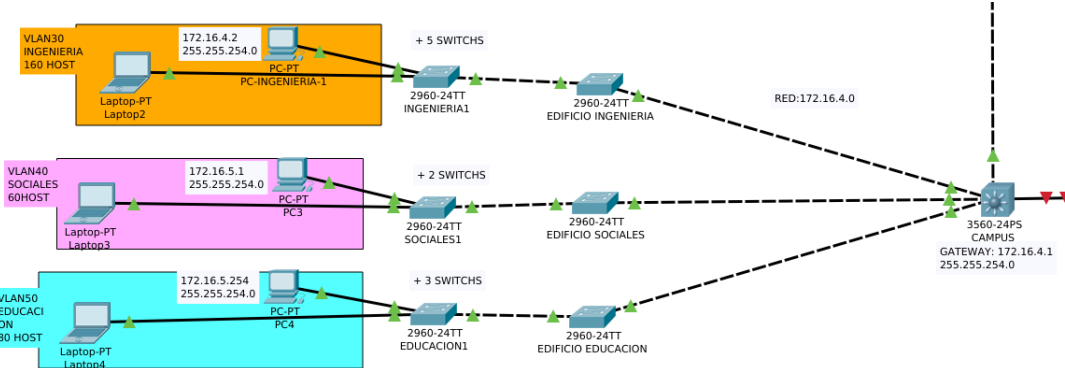 VLAN30
INGENIERIA
160 HOST
172.16.4.2
255.255.254.0
PC-PT
PC-INGENIERIA-1
Laptop-PT
Laptop2
+ 5 SWITCHS
2960-24TT
INGENIERIA1
2960-24TT
EDIFICIO INGENIERIA
RED:172.16.4.0
VLAN40
SOCIALES
60HOST
172.16.5.1
255.255.254.0
PC-PT
PC3
Laptop-PT
Laptop3
+ 2 SWITCHS
2960-24TT
SOCIALES1
2960-24TT
EDIFICIO SOCIALES
3560-24PS
CAMPUS
GATEWAY: 172.16.4.1
255.255.254.0
VLAN50
EDUCACI
ON
80 HOST
172.16.5.254
255.255.254.0
PC-PT
PC4
Laptop-PT
Laptop4
+ 3 SWITCHS
2960-24TT
EDUCACION1
2960-24TT
EDIFICIO EDUCACION